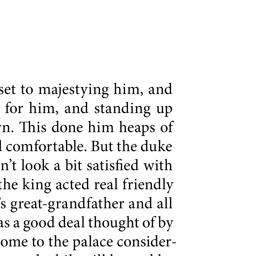 set to majestying him, and
for him, and standing up
This done him heaps of
comfortable. But the duke
n't look a bit satisfied with
the king acted real friendly
's great-grandfather and all
as a good deal thought of by
ome to the palace consider-